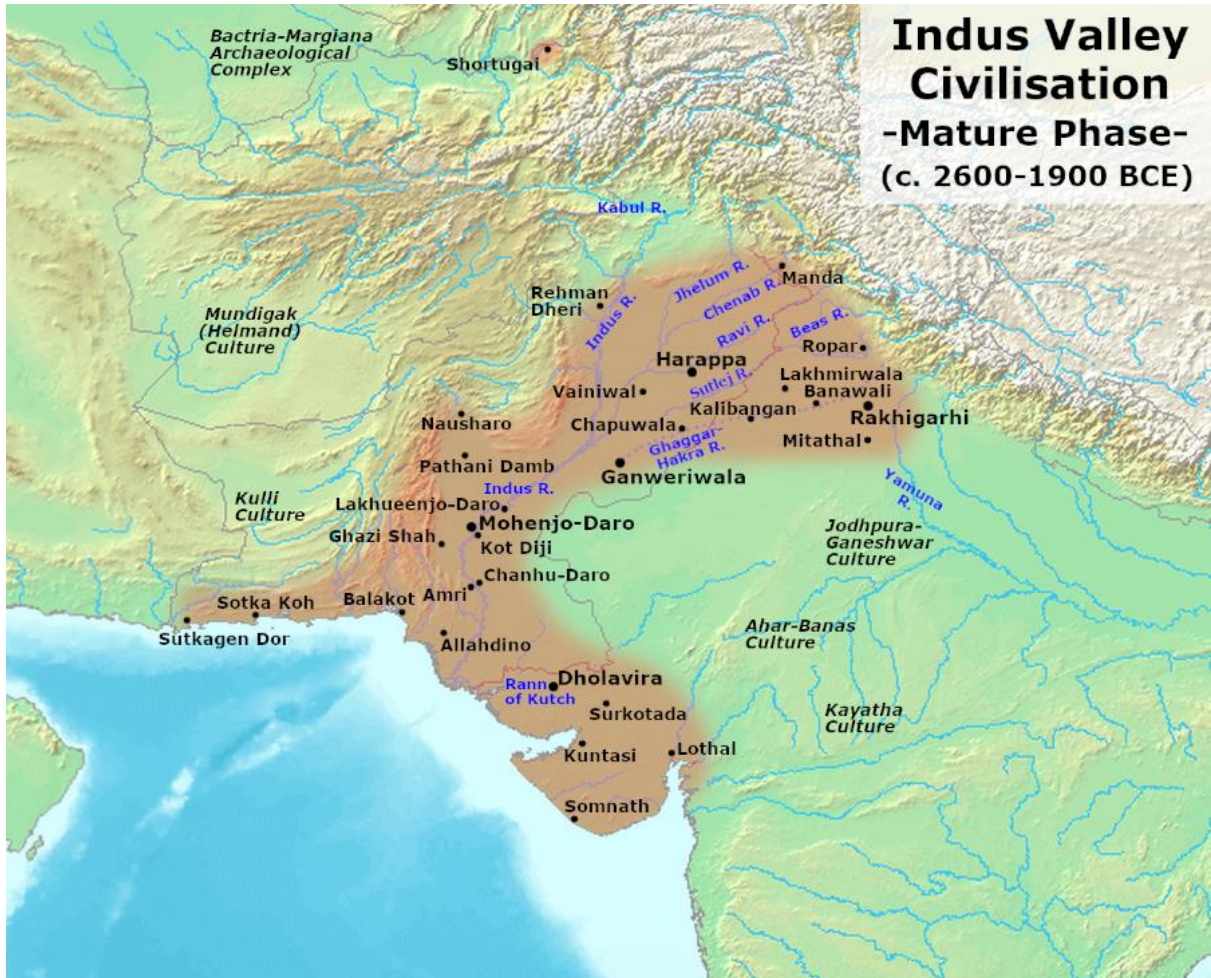 Indus Valley
Civilisation
-Mature Phase-
(c. 2600-1900 BCE)
Bactria-Margiana
Archaeological
Complex
Shortugai
Kabul R.
Manda
Jhelum R.
Rehman
Dheri
Indus R.
Chenab R.
Mundigak
(Helmand)
Culture
Ravi R.
Beas R.
Ropar
Harappa
Lakhmirwala
Sutlej R.
Vainiwal
Banawali
Kalibangan
Rakhigarhi
Nausharo
Chapuwala
Mitathal
Ghaggar-
Hakra R.
Pathani Damb
Ganweriwala
Indus R.
Yamuna
R.
Kulli
Culture
Lakhueenjo-Daro
Mohenjo-Daro
Jodhpura-
Ganeshwar
Culture
Ghazi Shah
Kot Diji
Chanhu-Daro
Amri
Sotka Koh
Balakot
Sutkagen Dor
Allahdino
Ahar-Banas
Culture
Dholavira
Rann
of Kutch
Surkotada
Kayatha
Culture
Kuntasi
Lothal
Somnath